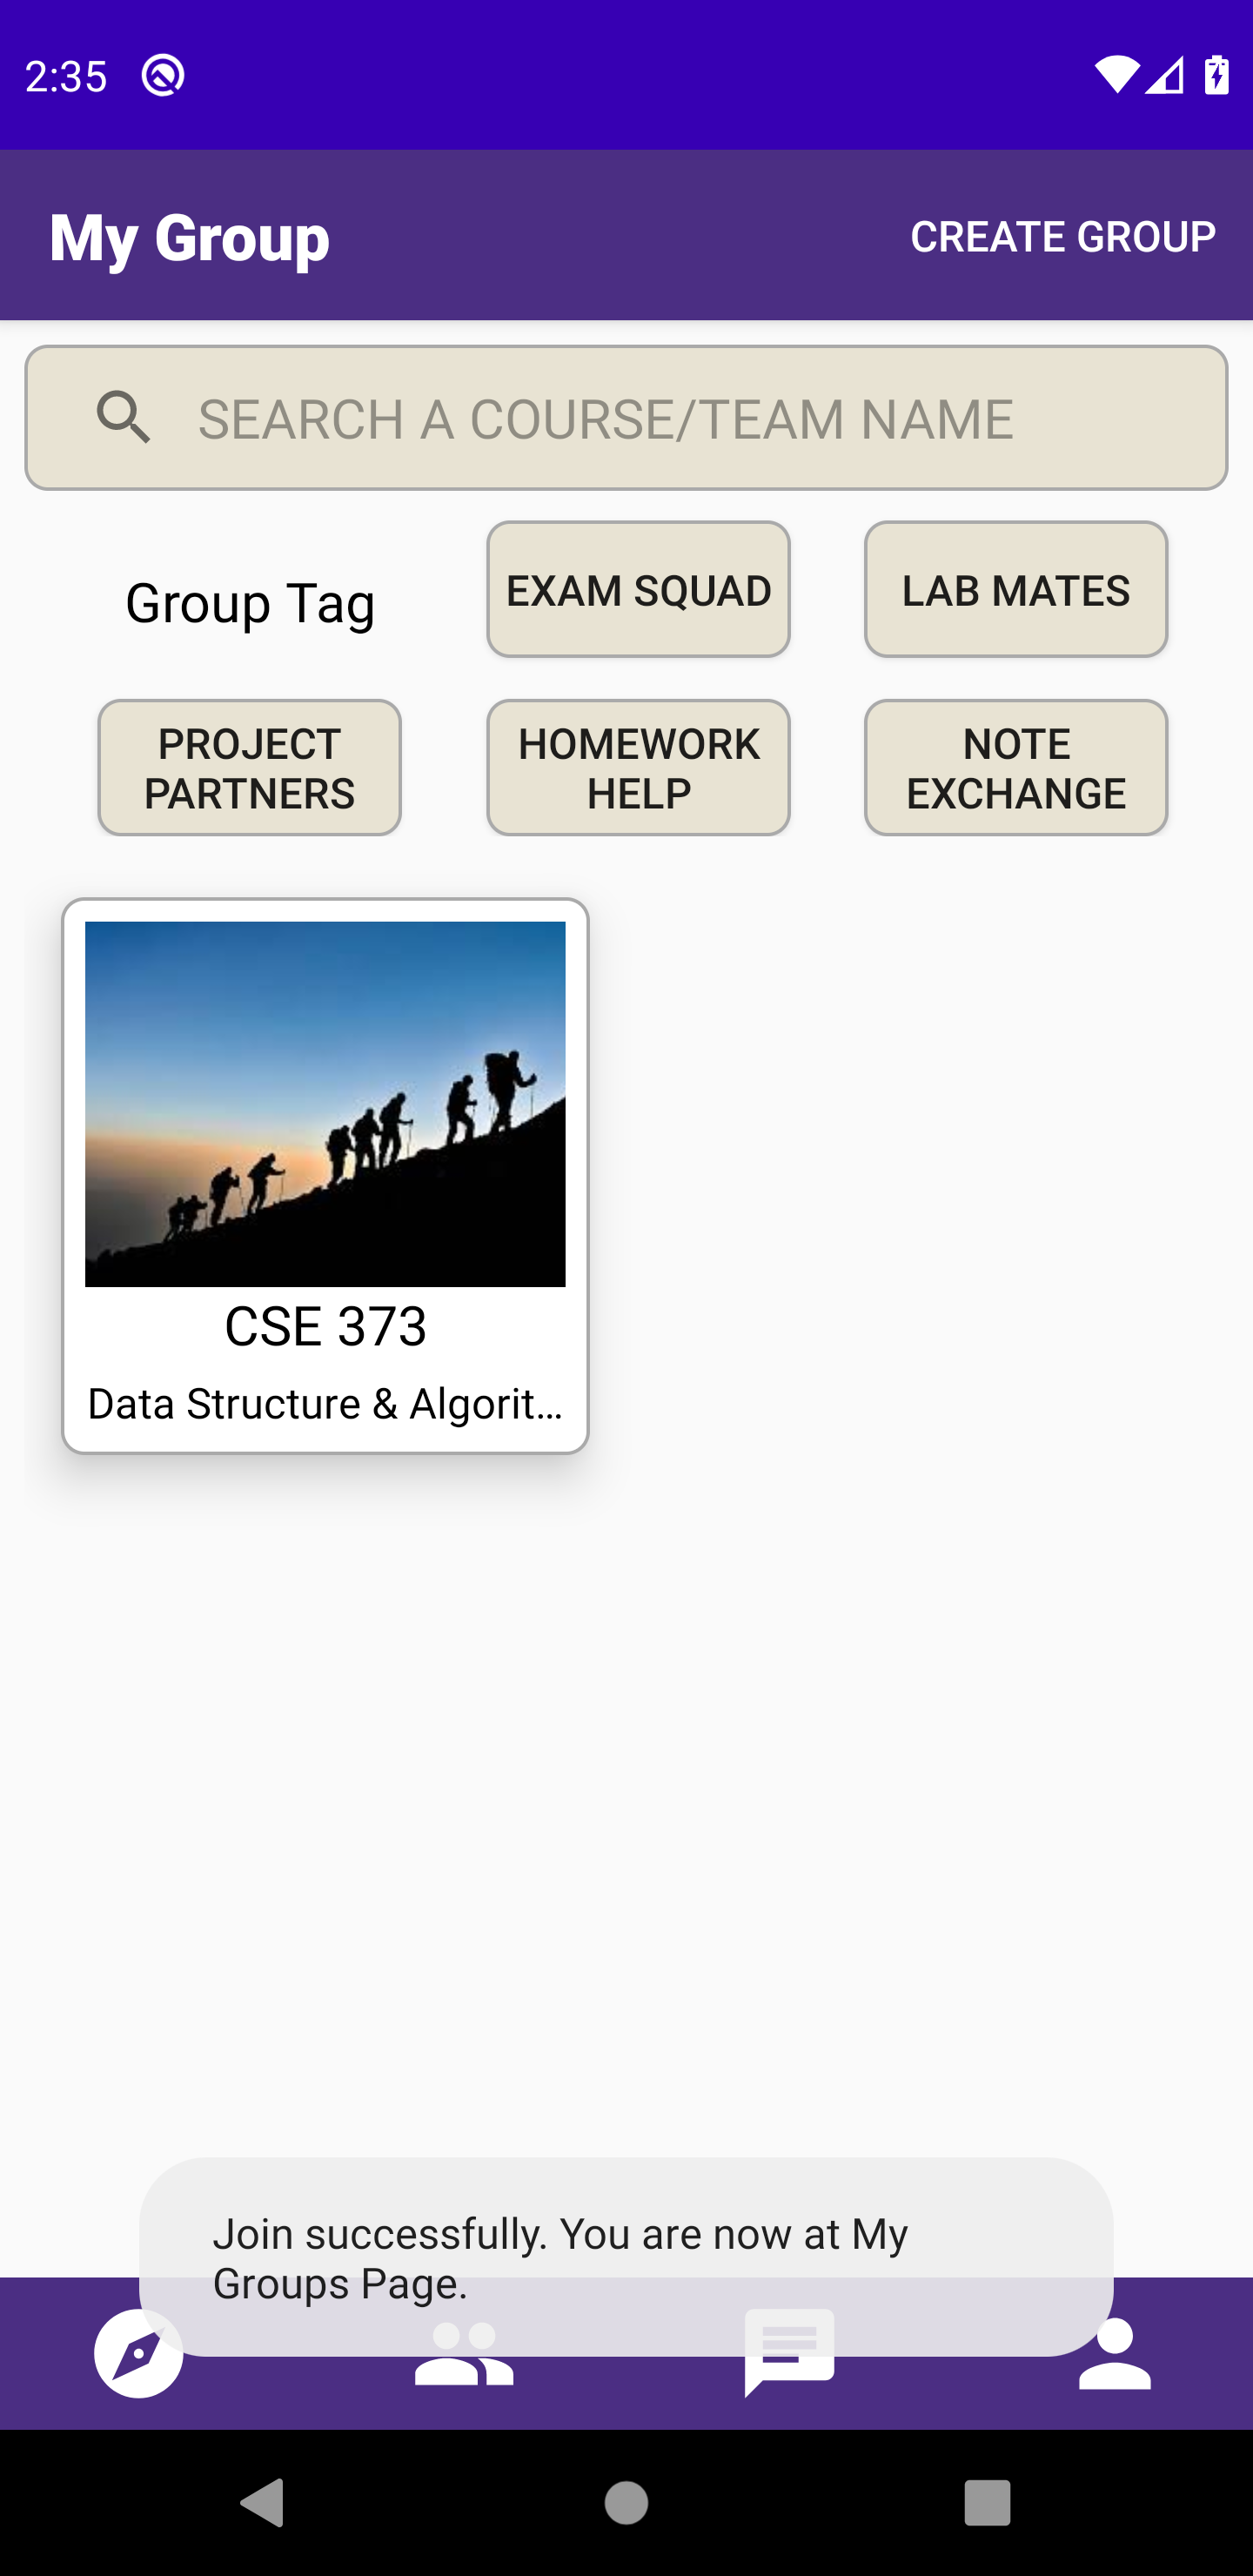 2:35
My Group
CREATE GROUP
SEARCH A COURSE/TEAM NAME
Group Tag
EXAM SQUAD
LAB MATES
PROJECT
PARTNERS
HOMEWORK
HELP
NOTE
EXCHANGE
CSE 373
Data Structure & Algorit...
Join successfully. You are now at My
Groups Page.